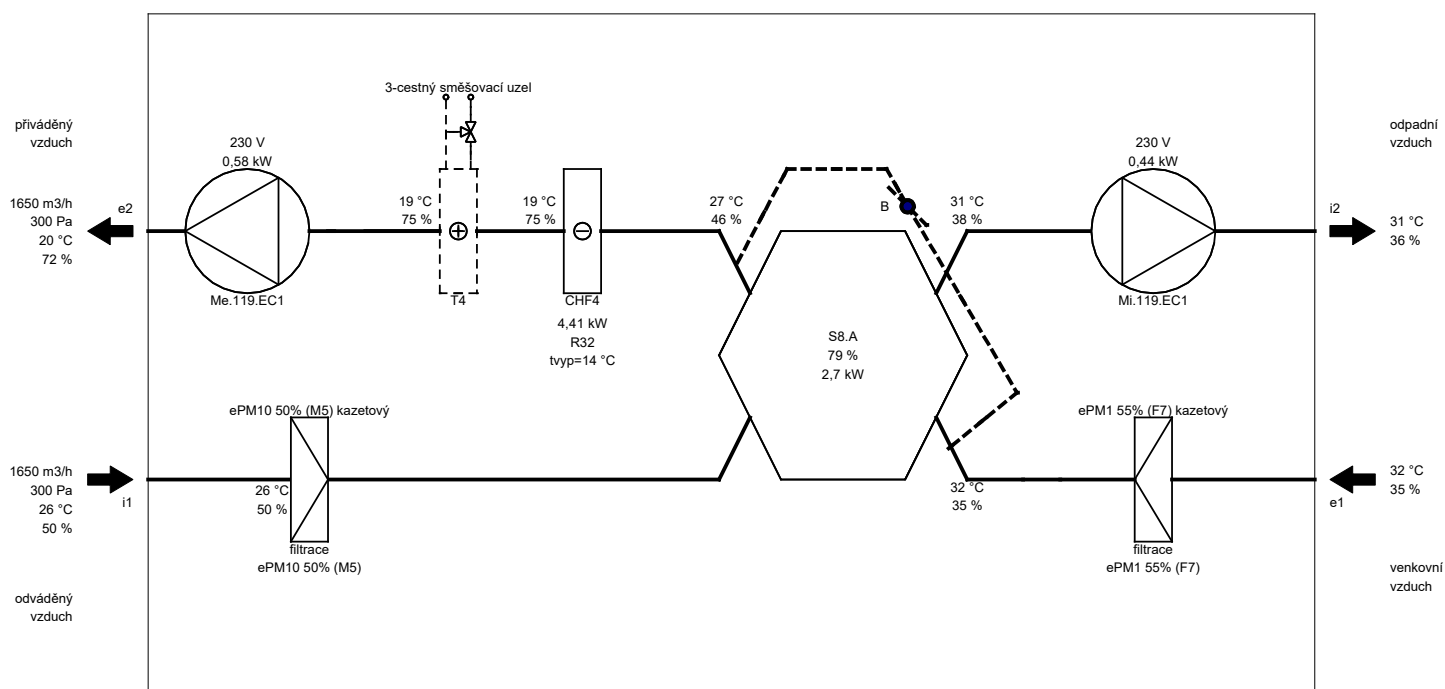 3-cestný směšovací uzel
přiváděný
vzduch
230 V
0,58 kW
230 V
0,44 kW
odpadní
vzduch
1650 m3/h
300 Pa
20 °C
72 %
e2
19 °C
75 %
19 °C
75 %
27 °C
46 %
B
31 °C
38 %
i2
31 °C
36 %
Me.119.EC1
T4
CHF4
4,41 kW
R32
tvyp=14 °C
S8.A
79 %
2,7 kW
Mi.119.EC1
ePM10 50% (M5) kazetový
ePM1 55% (F7) kazetový
1650 m3/h
300 Pa
26 °C
50 %
i1
26 °C
50 %
32 °C
35 %
e1
32 °C
35 %
filtrace
ePM10 50% (M5)
filtrace
ePM1 55% (F7)
odváděný
vzduch
venkovní
vzduch